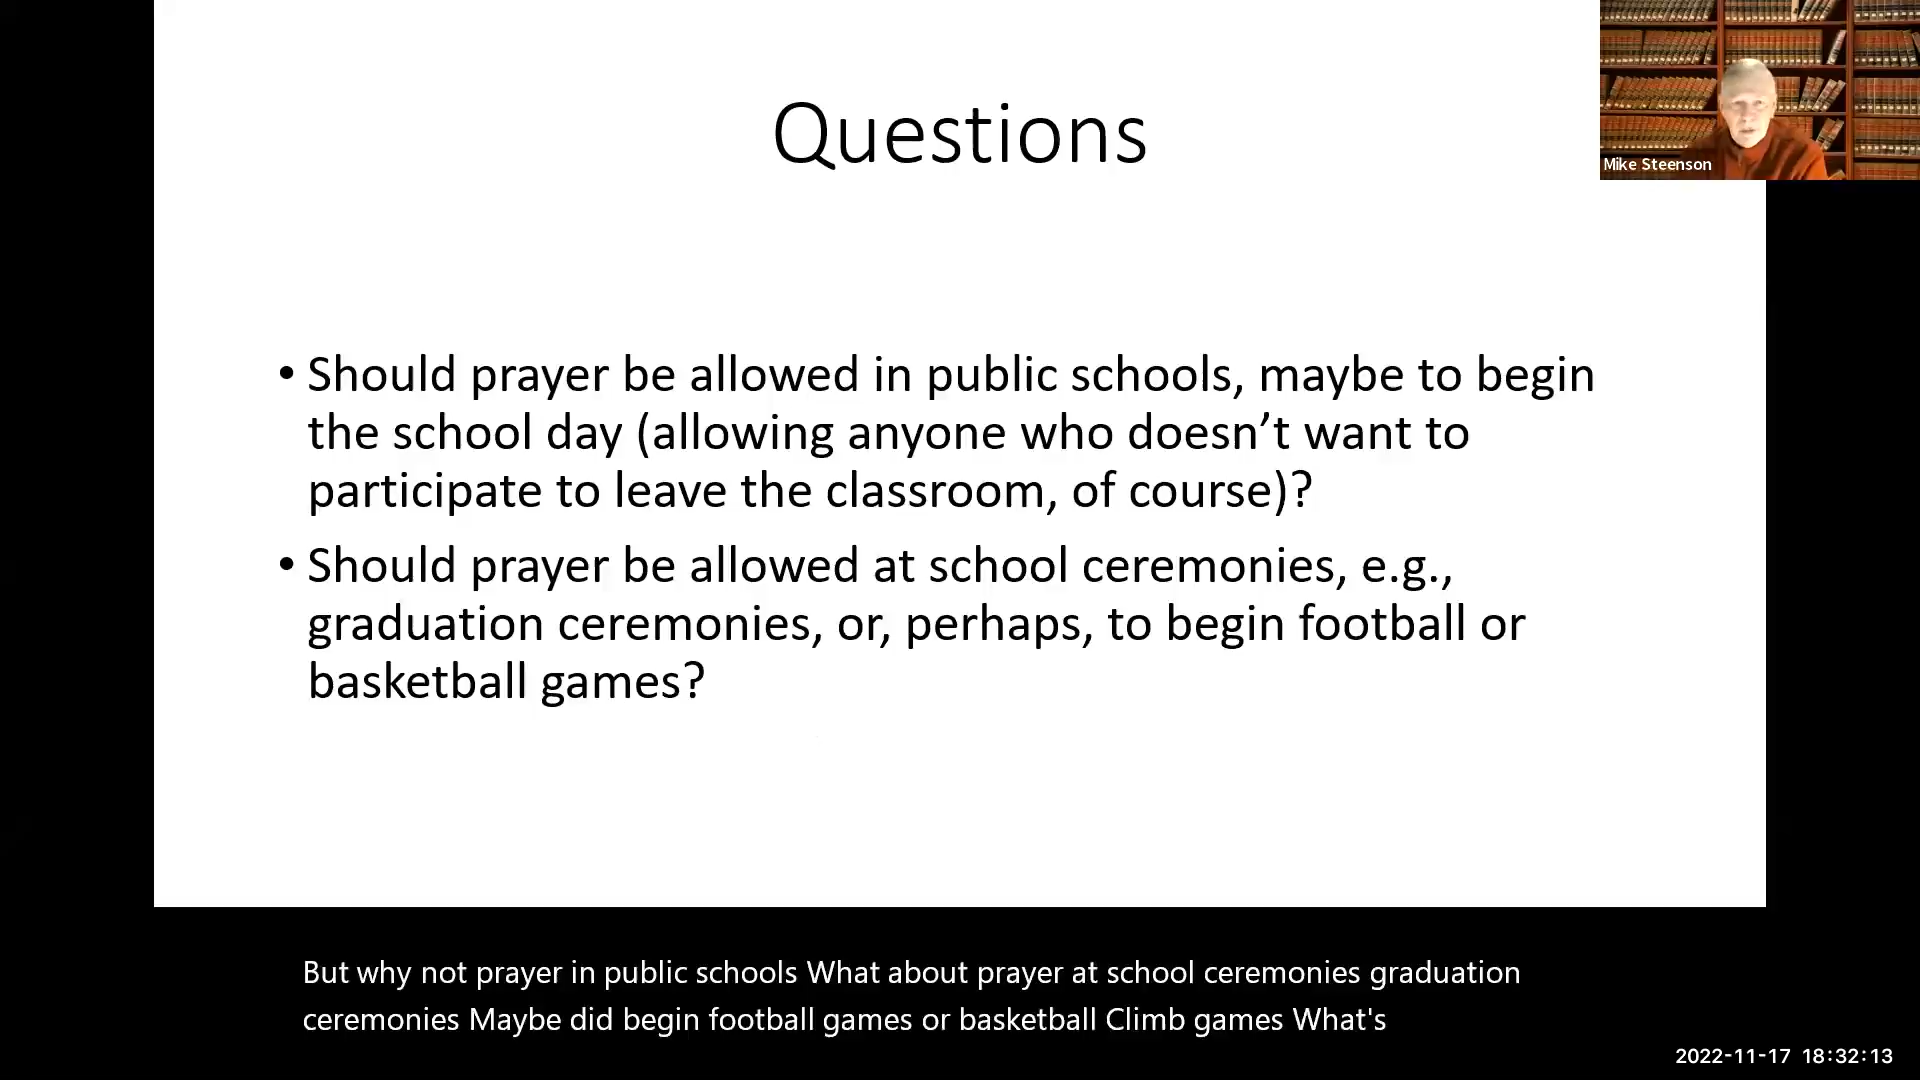 Questions
Mike Steenson
• Should prayer be allowed in public schools, maybe to begin
the school day (allowing anyone who doesn’t want to
participate to leave the classroom, of course)?
• Should prayer be allowed at school ceremonies, e.g.,
graduation ceremonies, or, perhaps, to begin football or
basketball games?
But why not prayer in public schools What about prayer at school ceremonies graduation
ceremonies Maybe did begin football games or basketball Climb games What's
2022-11-17 18:32:13